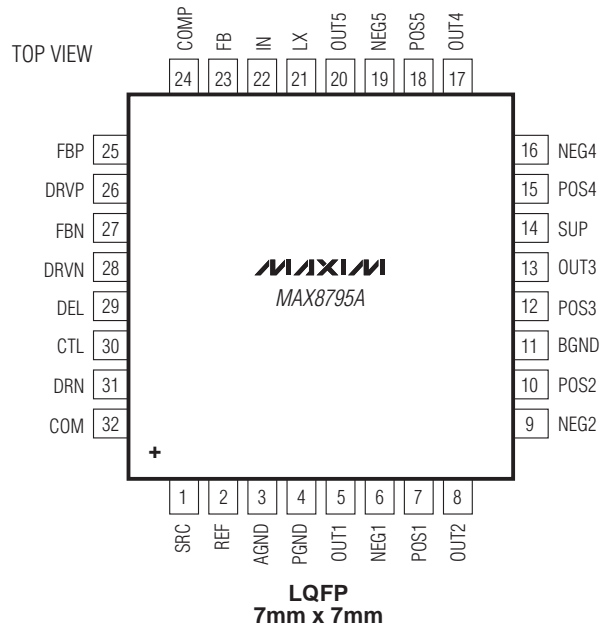 TOP VIEW
COMP
FB
IN
LX
OUT5
NEG5
POS5
OUT4
24 23 22 21 20 19 18 17
FBP 25
DRVP 26
FBN 27
DRVN 28
DEL 29
CTL 30
DRN 31
COM 32
MAXIM
MAX8795A
16 NEG4
15 POS4
14 SUP
13 OUT3
12 POS3
11 BGND
10 POS2
9 NEG2
+
1 2 3 4 5 6 7 8
SRC
REF
AGND
PGND
OUT1
NEG1
POS1
OUT2
LQFP
7mm x 7mm